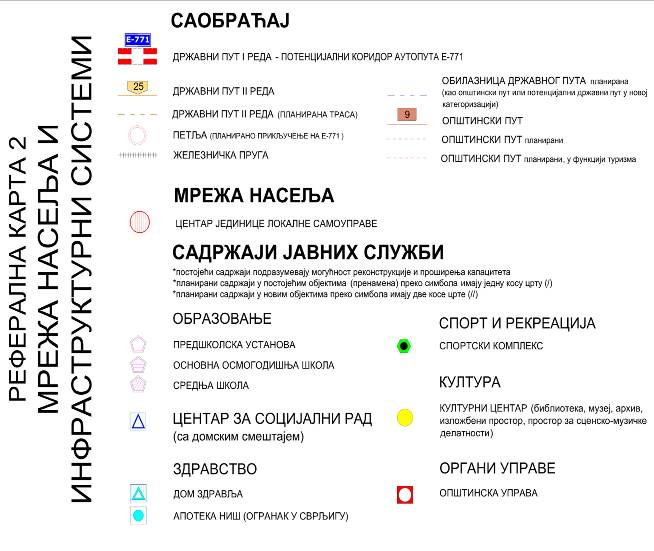 РЕФЕРАЛНА КАРТА 2
МРЕЖА НАСЕЉА И
ИНФРАСТРУКТУРНИ СИСТЕМИ
САОБРАЋАЈ
E-771
ДРЖАВНИ ПУТ I РЕДА - ПОТЕНЦИЈАЛНИ КОРИДОР АУТОПУТА Е-771
25
ДРЖАВНИ ПУТ II РЕДА
ДРЖАВНИ ПУТ II РЕДА (ПЛАНИРАНА ТРАСА)
ПЕТЉА (ПЛАНИРАНО ПРИКЉУЧЕЊЕ НА Е-771 )
ЖЕЛЕЗНИЧКА ПРУГА
ОБИЛАЗНИЦА ДРЖАВНОГ ПУТА планирана
(као општински пут или потенцијални државни пут у новој
категоризацији)
9
ОПШТИНСКИ ПУТ
ОПШТИНСКИ ПУТ планирани
ОПШТИНСКИ ПУТ планирани, у функцији туризма
МРЕЖА НАСЕЉА
ЦЕНТАР ЈЕДИНИЦЕ ЛОКАЛНЕ САМОУПРАВЕ
САДРЖАЈИ ЈАВНИХ СЛУЖБИ
*постојећи садржаји подразумевају могућност реконструкције и проширења капацитета
*планирани садржаји у постојећим објектима (пренамена) преко симбола имају једну косу црту (/)
*планирани садржаји у новим објектима преко симбола имају две косе црте (//)
ОБРАЗОВАЊЕ
ПРЕДШКОЛСКА УСТАНОВА
ОСНОВНА ОСМОГОДИШЊА ШКОЛА
СРЕДЊА ШКОЛА
ЦЕНТАР ЗА СОЦИЈАЛНИ РАД
(са домским смештајем)
ЗДРАВСТВО
ДОМ ЗДРАВЉА
АПОТЕКА НИШ (ОГРАНАК У СВРЉИГУ)
СПОРТ И РЕКРЕАЦИЈА
СПОРТСКИ КОМПЛЕКС
КУЛТУРА
КУЛТУРНИ ЦЕНТАР (библиотека, музеј, архив,
изложбени простор, простор за сценско-музичке
делатности)
ОРГАНИ УПРАВЕ
ОПШТИНСКА УПРАВА